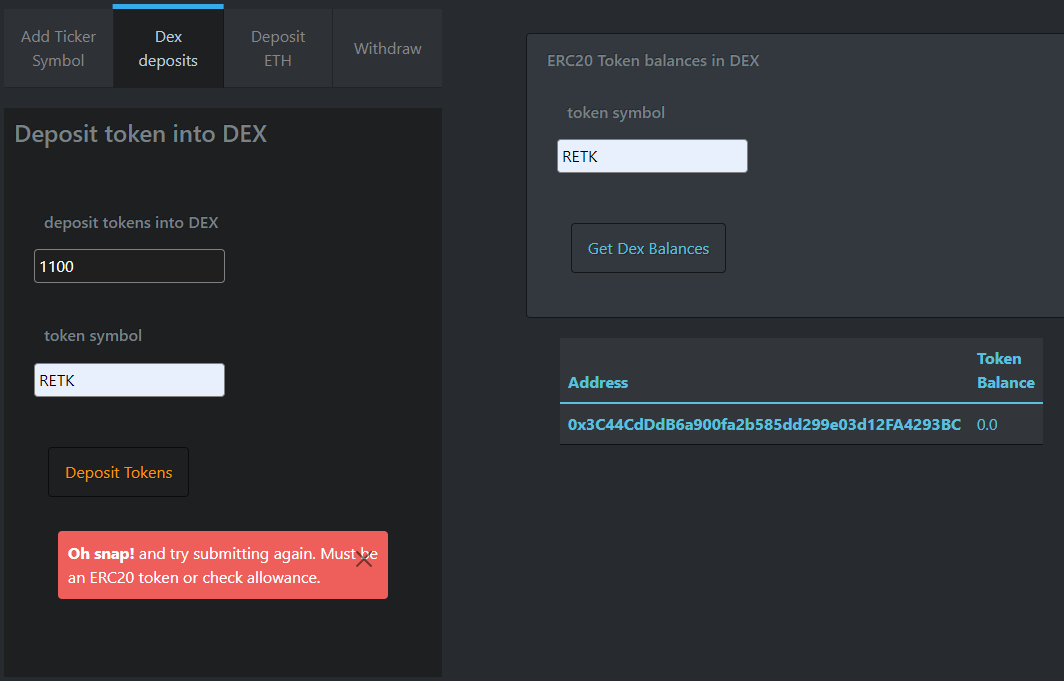 Add Ticker
Symbol
Dex
deposits
Deposit
ETH
Withdraw
Deposit token into DEX
deposit tokens into DEX
1100
token symbol
RETK
Deposit Tokens
Oh snap! and try submitting again. Must be
an ERC20 token or check allowance.
ERC20 Token balances in DEX
token symbol
RETK
Get Dex Balances
Address
Token
Balance
0x3C44CdDdB6a900fa2b585dd299e03d12FA4293BC 0.0